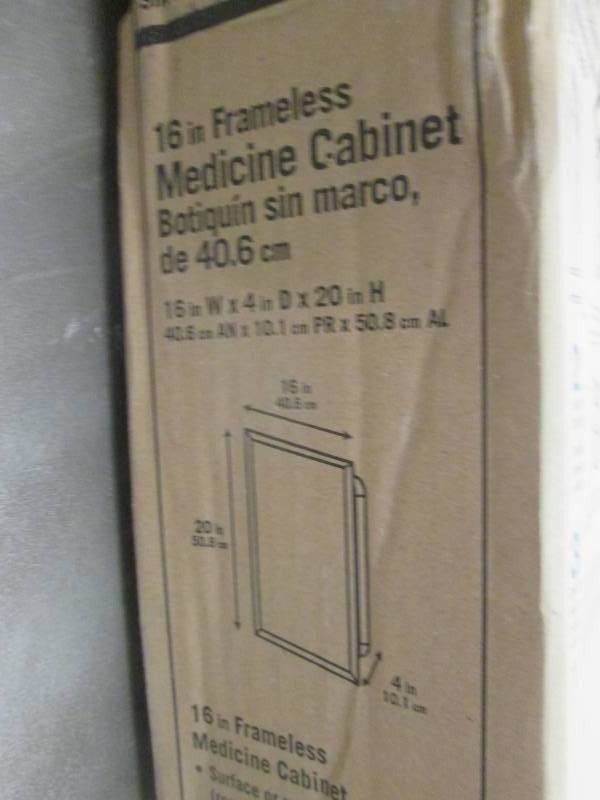 16 in Frameless
Medicine Cabinet
Botiquín sin marco,
de 40.6 cm
16 in W x 4 in D x 20 in H
40.6 cm AN x 10.1 cm PR x 50.8 cm AL
16 in
40.6 cm
20 in
50.8 cm
4 in
10.1 cm
16 in Frameless
Medicine Cabinet
• Surface or